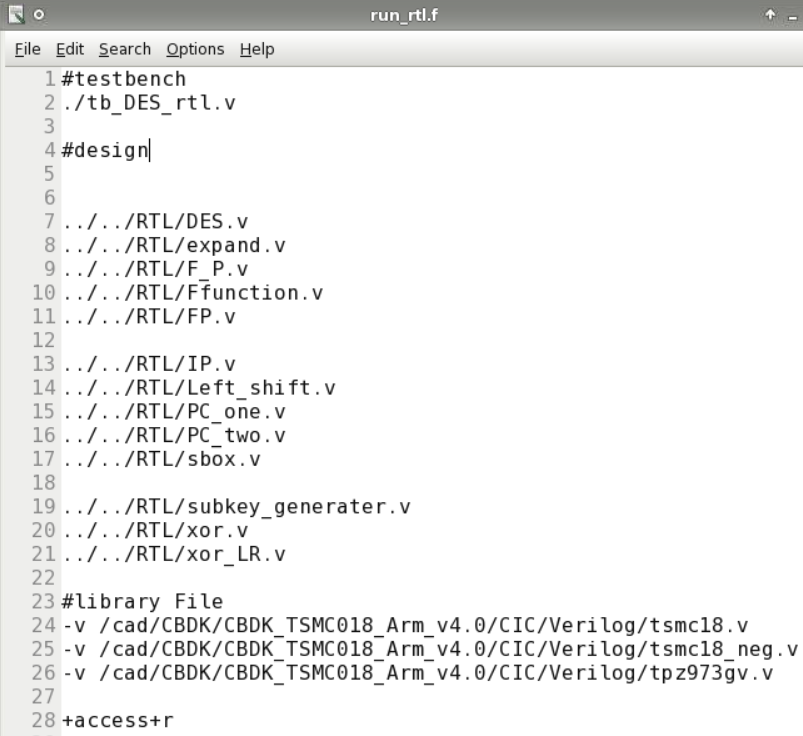 run_rtl.f
File Edit Search Options Help
1 #testbench
2 ./tb_DES_rtl.v
3
4 #design
5
6
7 ../../RTL/DES.v
8 ../../RTL/expand.v
9 ../../RTL/F_P.v
10 ../../RTL/Ffunction.v
11 ../../RTL/FP.v
12
13 ../../RTL/IP.v
14 ../../RTL/Left_shift.v
15 ../../RTL/PC_one.v
16 ../../RTL/PC_two.v
17 ../../RTL/sbox.v
18
19 ../../RTL/subkey_generater.v
20 ../../RTL/xor.v
21 ../../RTL/xor_LR.v
22
23 #library File
24 -v /cad/CBDK/CBDK_TSMC018_Arm_v4.0/CIC/Verilog/tsmc18.v
25 -v /cad/CBDK/CBDK_TSMC018_Arm_v4.0/CIC/Verilog/tsmc18_neg.v
26 -v /cad/CBDK/CBDK_TSMC018_Arm_v4.0/CIC/Verilog/tpz973gv.v
27
28 +access+r